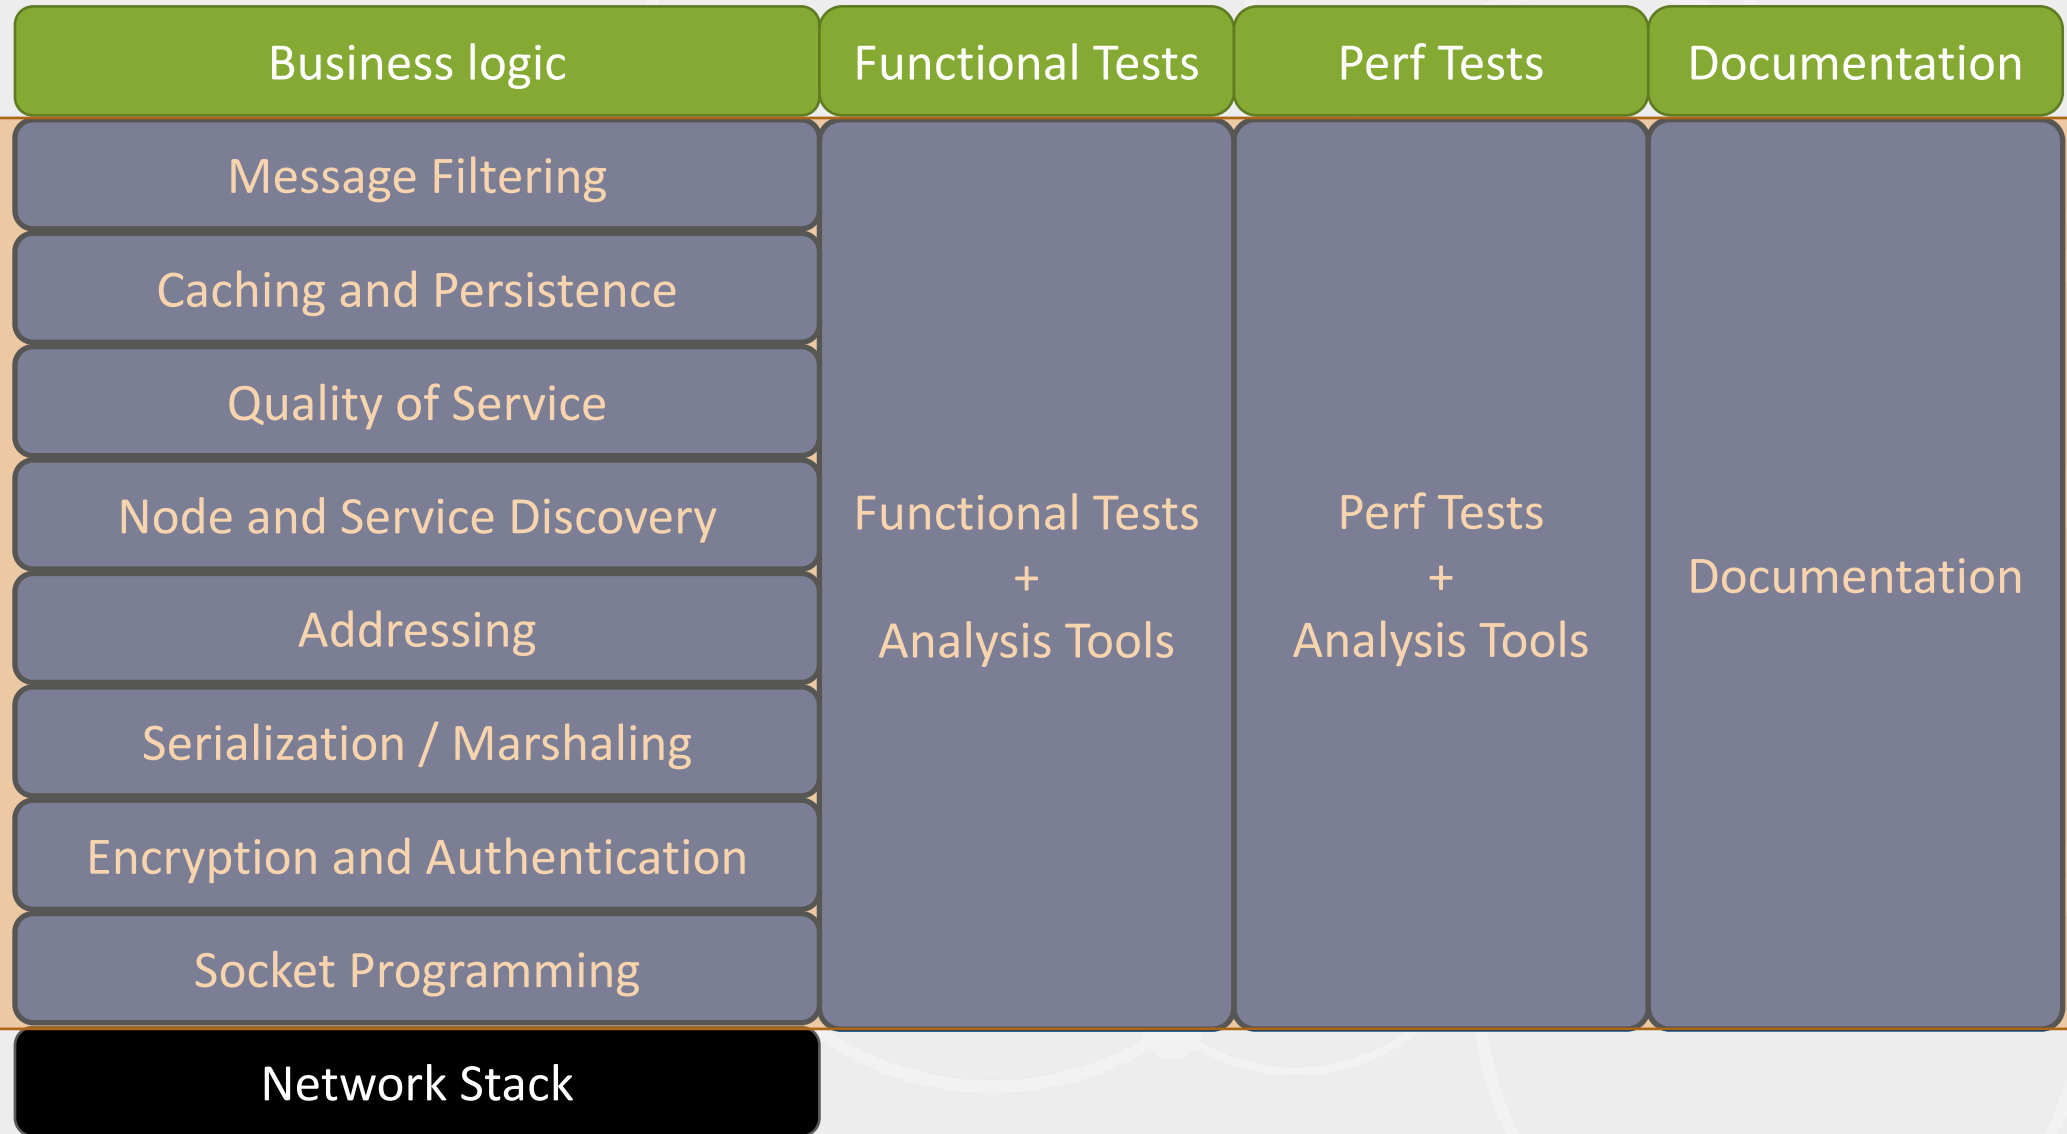 Business logic
Functional Tests
Perf Tests
Documentation
Message Filtering
Caching and Persistence
Quality of Service
Node and Service Discovery
Addressing
Serialization / Marshaling
Encryption and Authentication
Socket Programming
Functional Tests
+
Analysis Tools
Perf Tests
+
Analysis Tools
Documentation
Network Stack